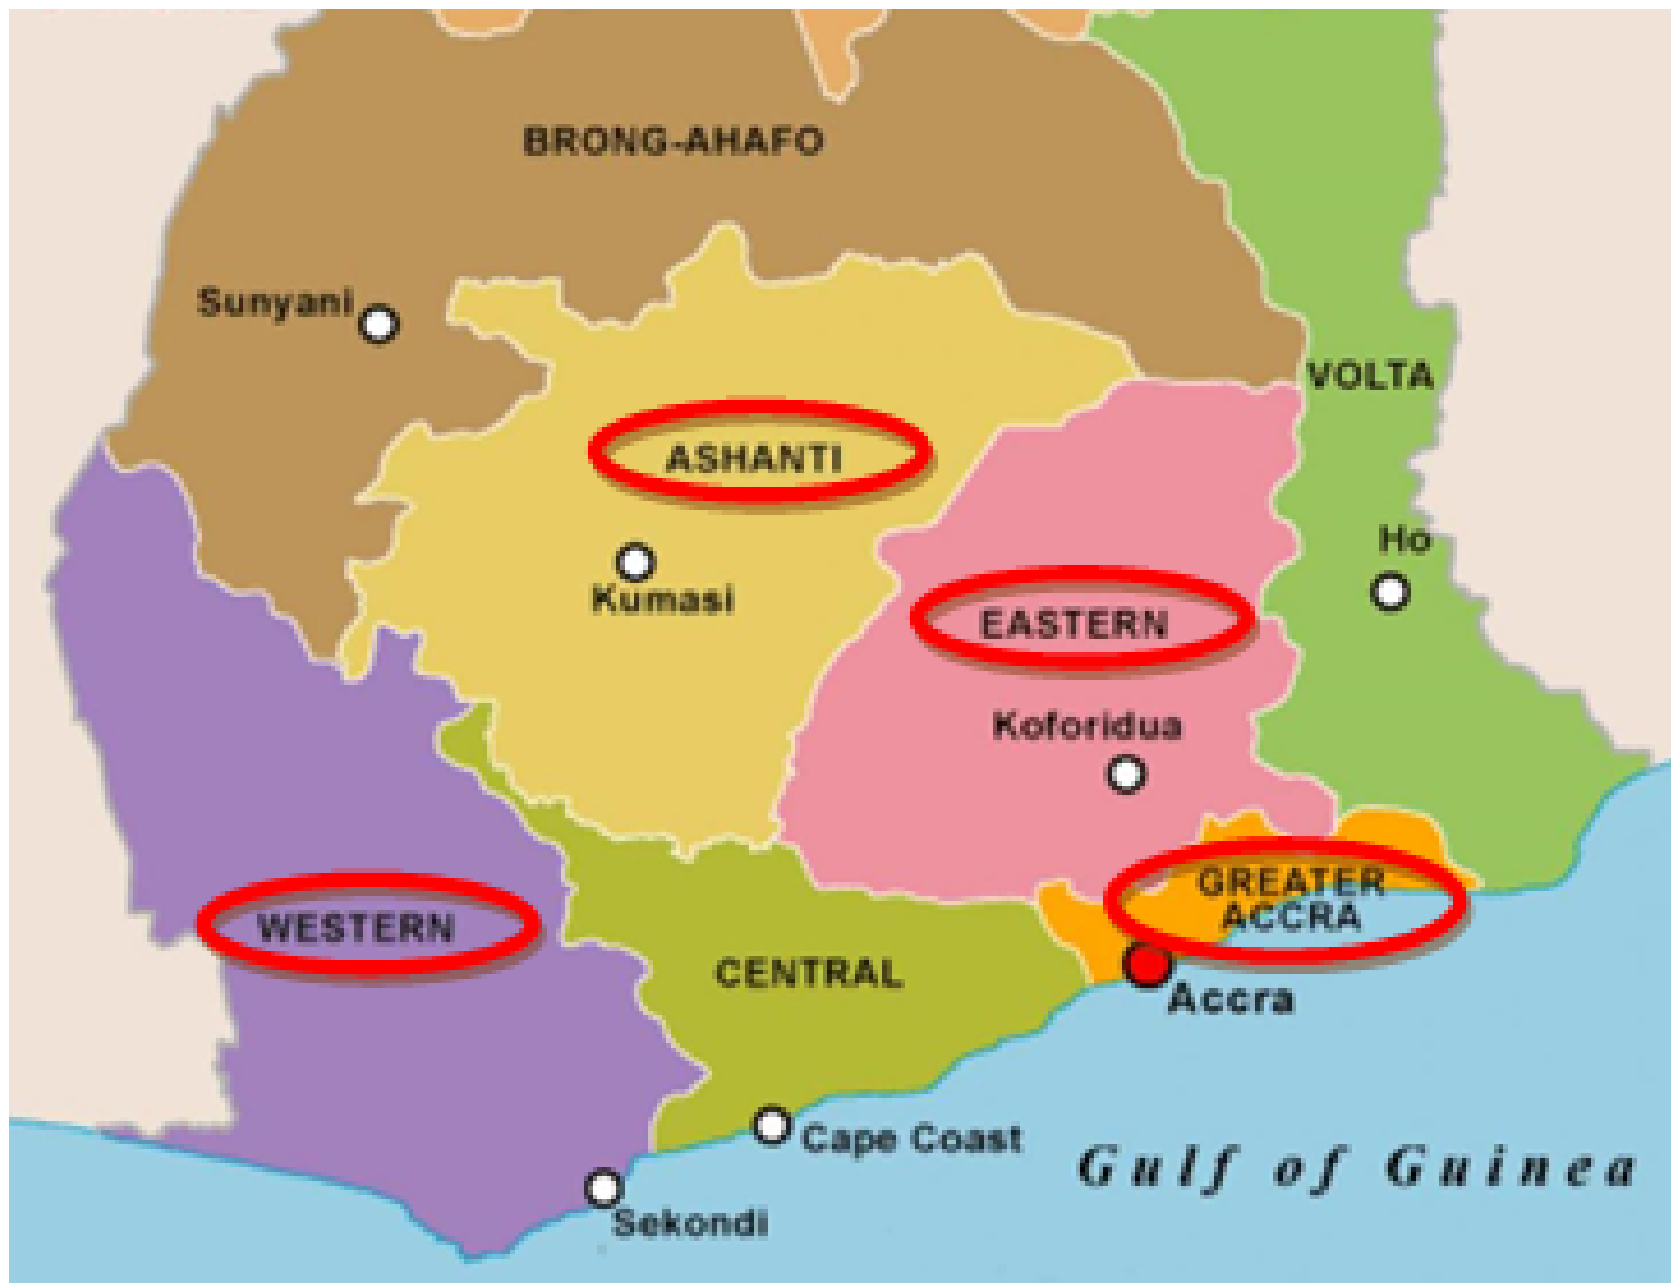 BRONG-AHAFO
Sunyani
VOLTA
ASHANTI
Ho
Kumasi
EASTERN
Koforidua
GREATER
ACCRA
WESTERN
CENTRAL
Accra
Cape Coast
Gulf of Guinea
Sekondi